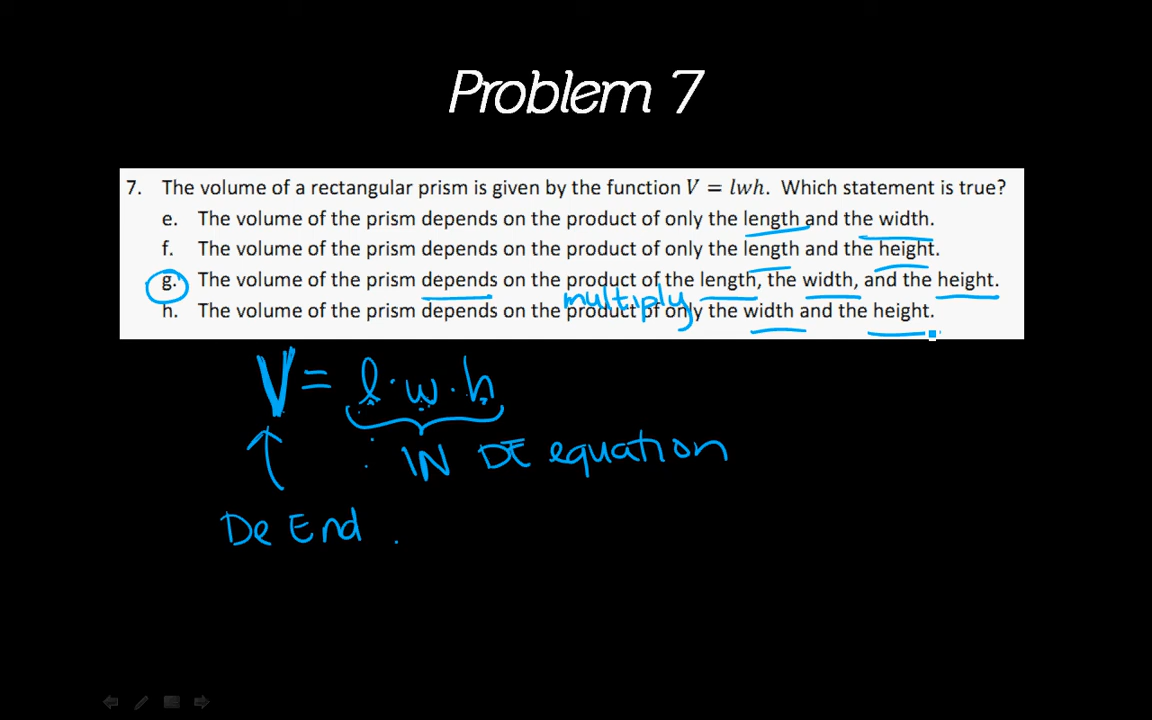 Problem 7
7. The volume of a rectangular prism is given by the function V = lwh. Which statement is true?
e. The volume of the prism depends on the product of only the length and the width.
f. The volume of the prism depends on the product of only the length and the height.
g. The volume of the prism depends on the product of the length, the width, and the height.
multiply
h. The volume of the prism depends on the product of only the width and the height.
V = l · w · h
IN DE equation
De End